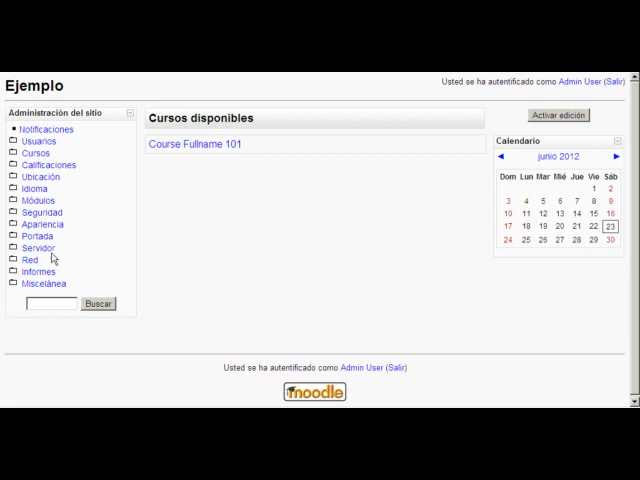 Ejemplo
Usted se ha autentificado como Admin User (Salir)
Administración del sitio
Notificaciones
Usuarios
Cursos
Calificaciones
Ubicación
Idioma
Módulos
Seguridad
Apariencia
Portada
Servidor
Red
Informes
Miscelánea
Buscar
Cursos disponibles
Course Fullname 101
Activar edición
Calendario
◄ junio 2012 ►
Dom Lun Mar Mié Jue Vie Sáb
1 2
3 4 5 6 7 8 9
10 11 12 13 14 15 16
17 18 19 20 21 22 23
24 25 26 27 28 29 30
Usted se ha autentificado como Admin User (Salir)
moodle